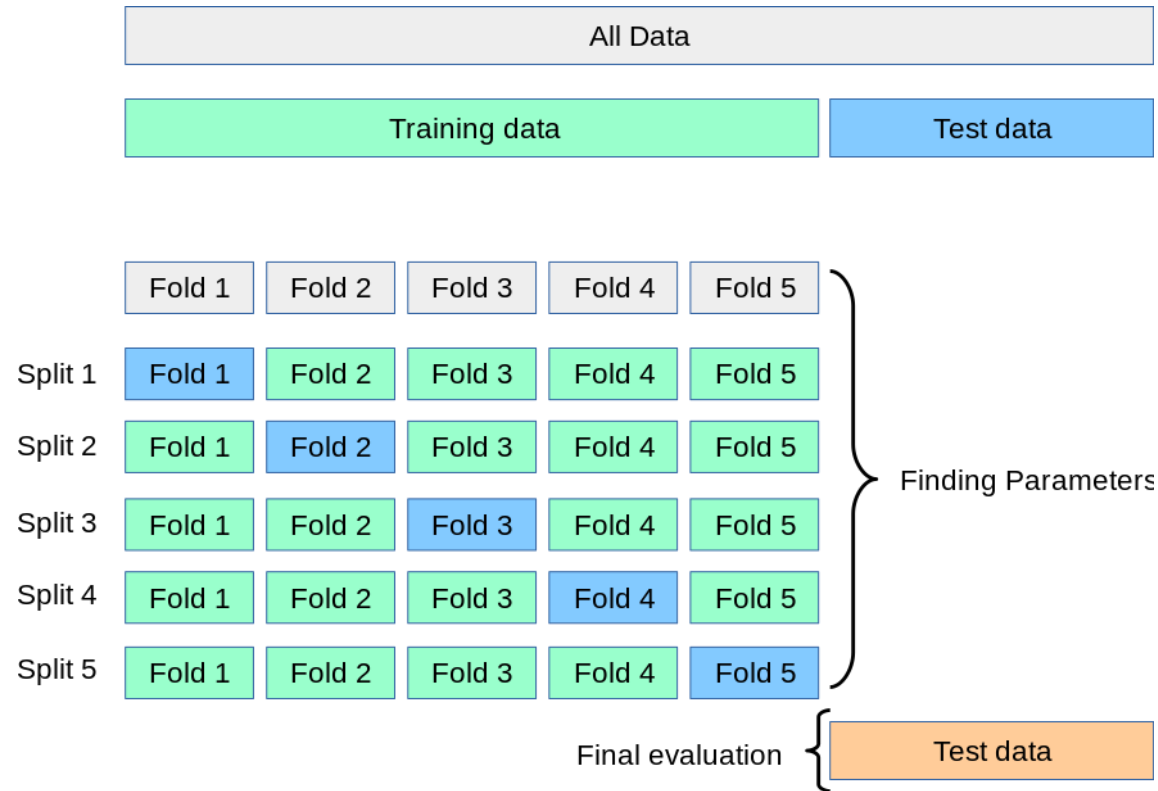 All Data
Training data Test data
Fold 1 Fold 2 Fold 3 Fold 4 Fold 5
Split 1 Fold 1 Fold 2 Fold 3 Fold 4 Fold 5
Split 2 Fold 1 Fold 2 Fold 3 Fold 4 Fold 5
Finding Parameters
Split 3 Fold 1 Fold 2 Fold 3 Fold 4 Fold 5
Split 4 Fold 1 Fold 2 Fold 3 Fold 4 Fold 5
Split 5 Fold 1 Fold 2 Fold 3 Fold 4 Fold 5
Final evaluation Test data